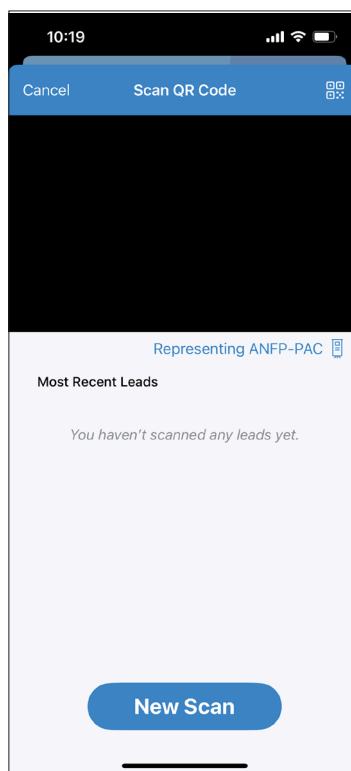 10:19
Cancel Scan QR Code
Representing ANFP-PAC
Most Recent Leads
You haven't scanned any leads yet.
New Scan